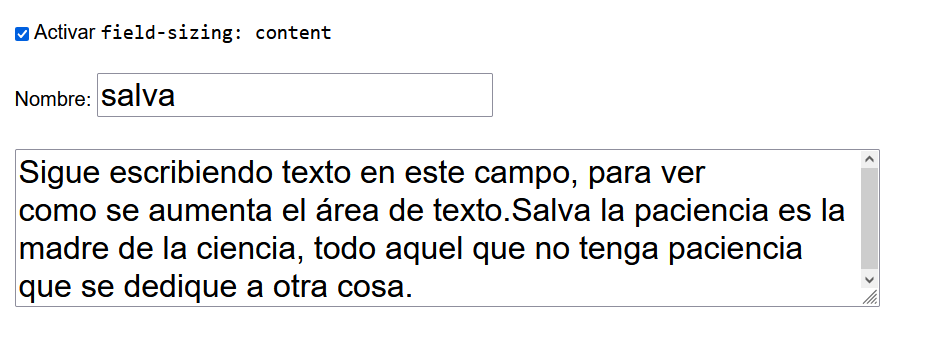 Activar field-sizing: content
Nombre: salva
Sigue escribiendo texto en este campo, para ver
como se aumenta el área de texto.Salva la paciencia es la
madre de la ciencia, todo aquel que no tenga paciencia
que se dedique a otra cosa.